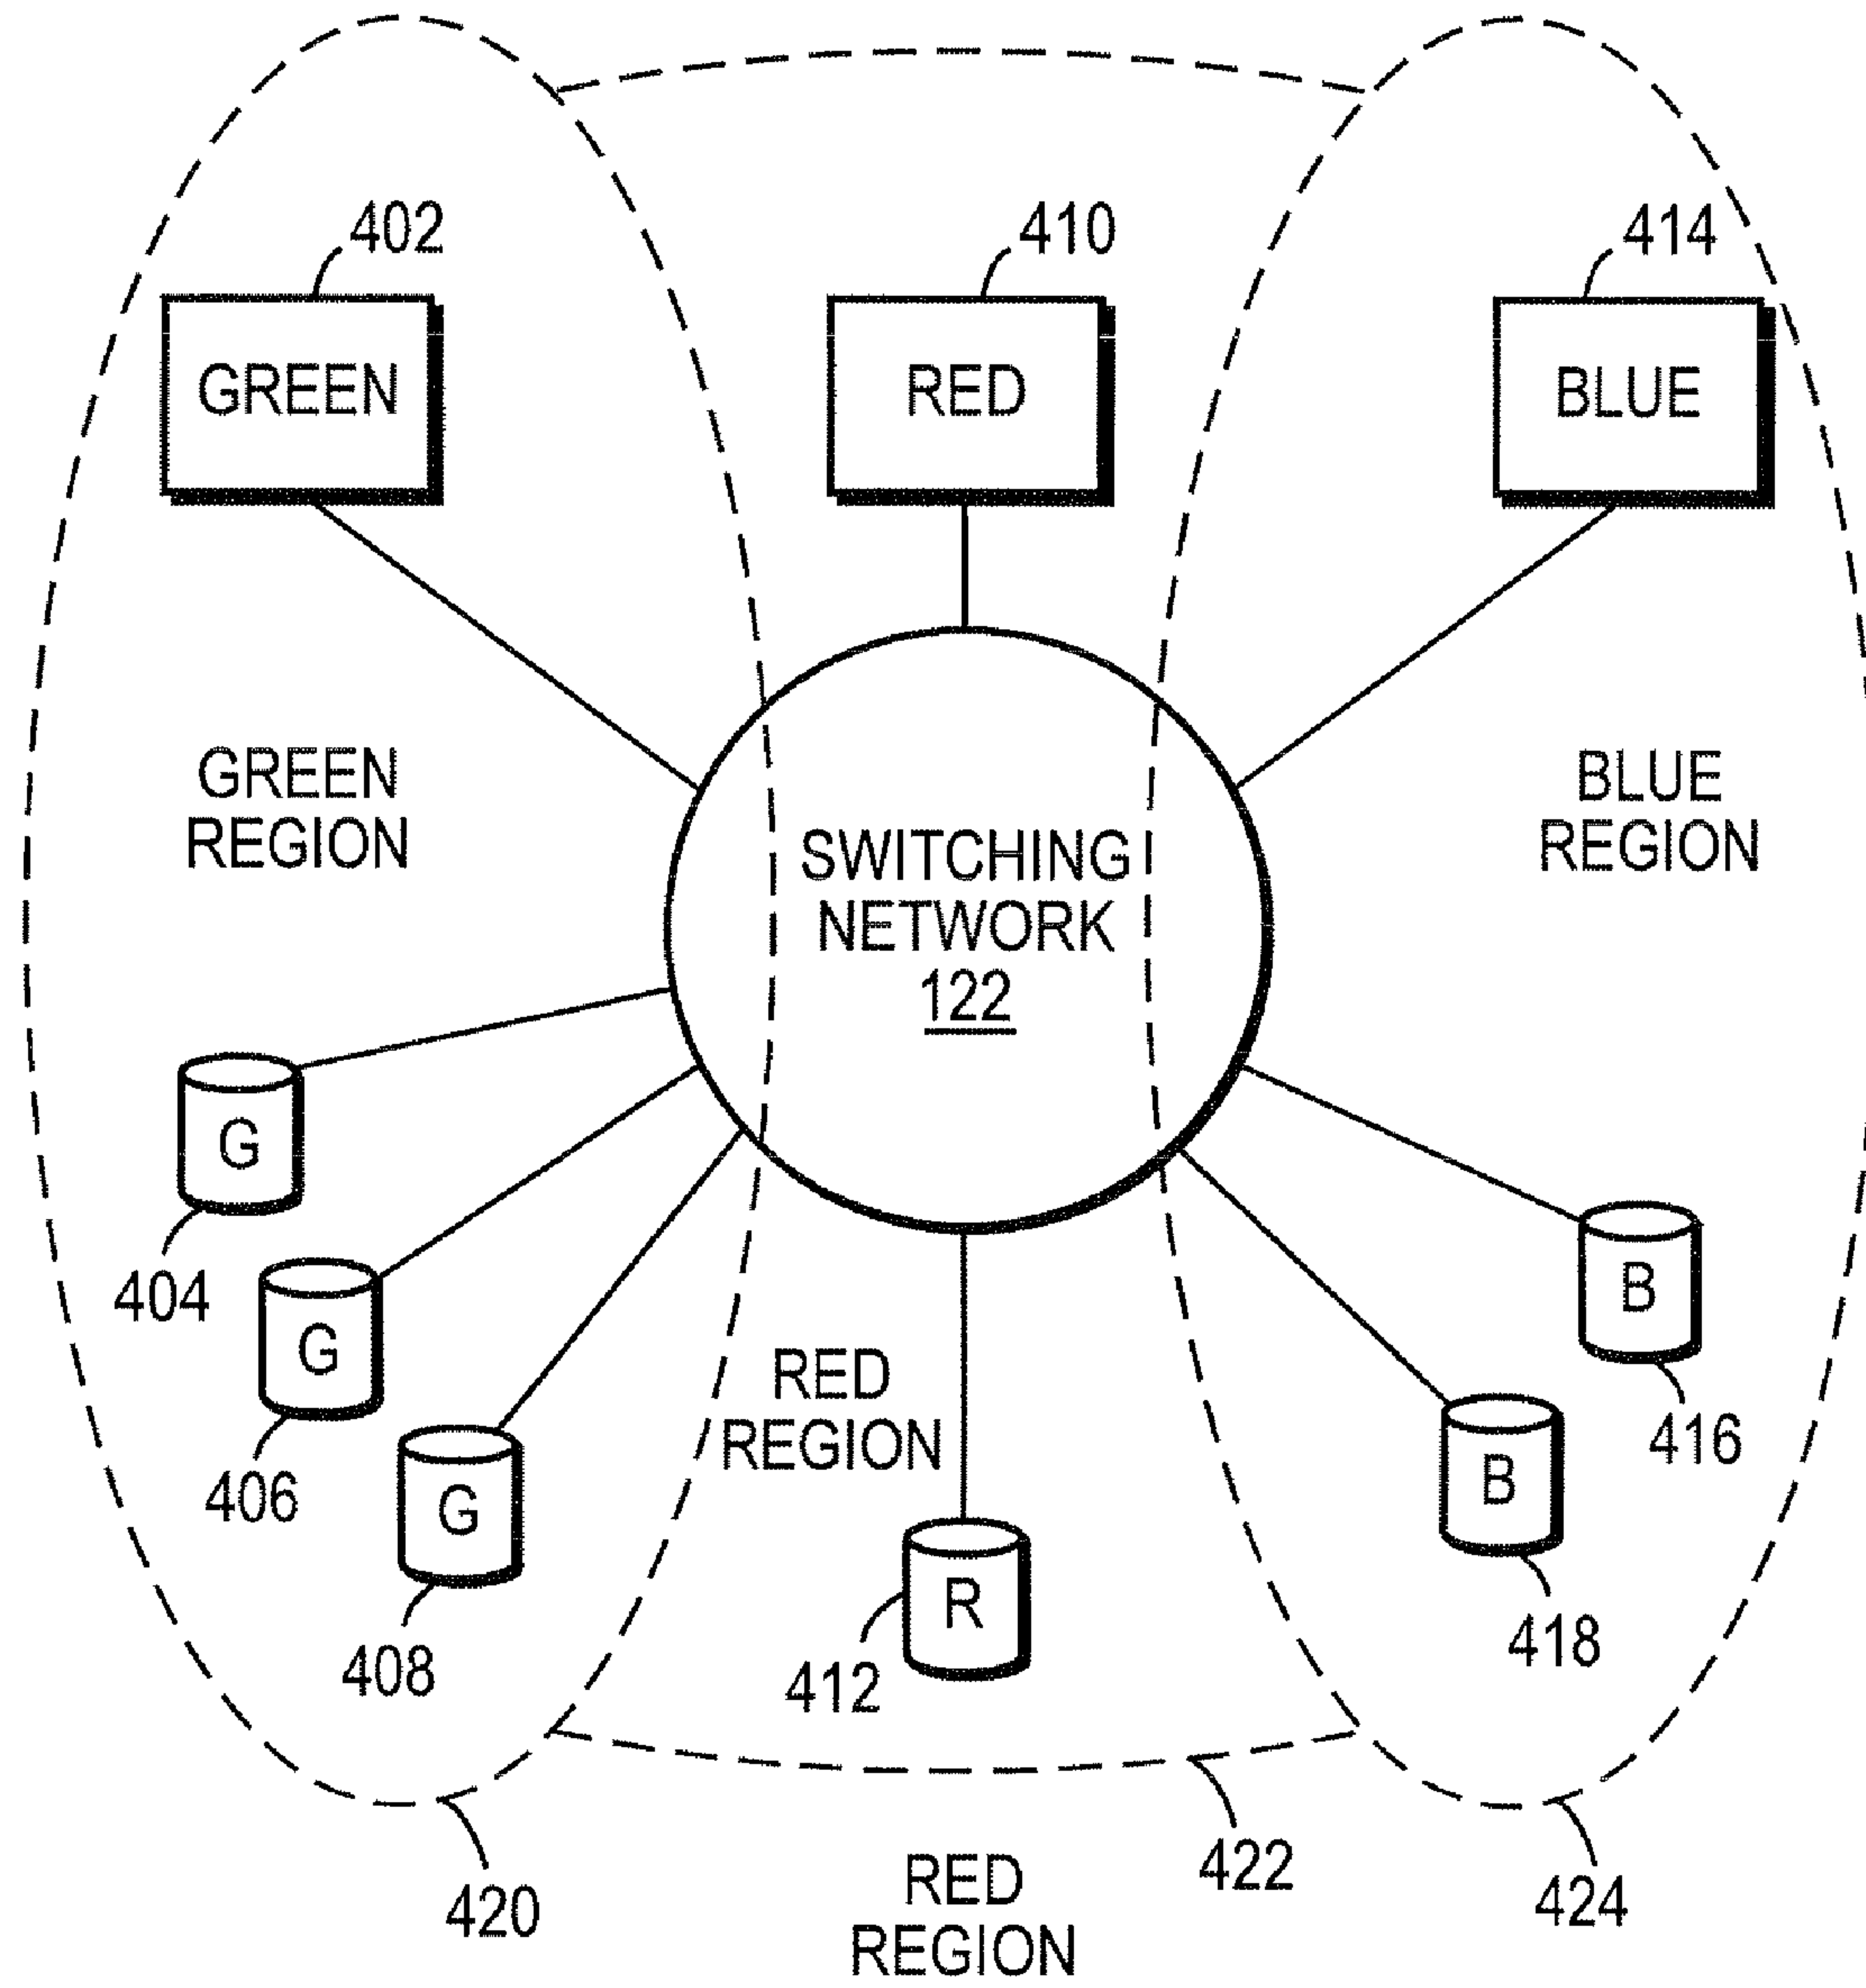 402
410
414
GREEN
RED
BLUE
GREEN
REGION
BLUE
REGION
SWITCHING
NETWORK
122
G
404
G
406
G
408
RED
REGION
R
412
B
416
B
418
420
422
424
RED
REGION